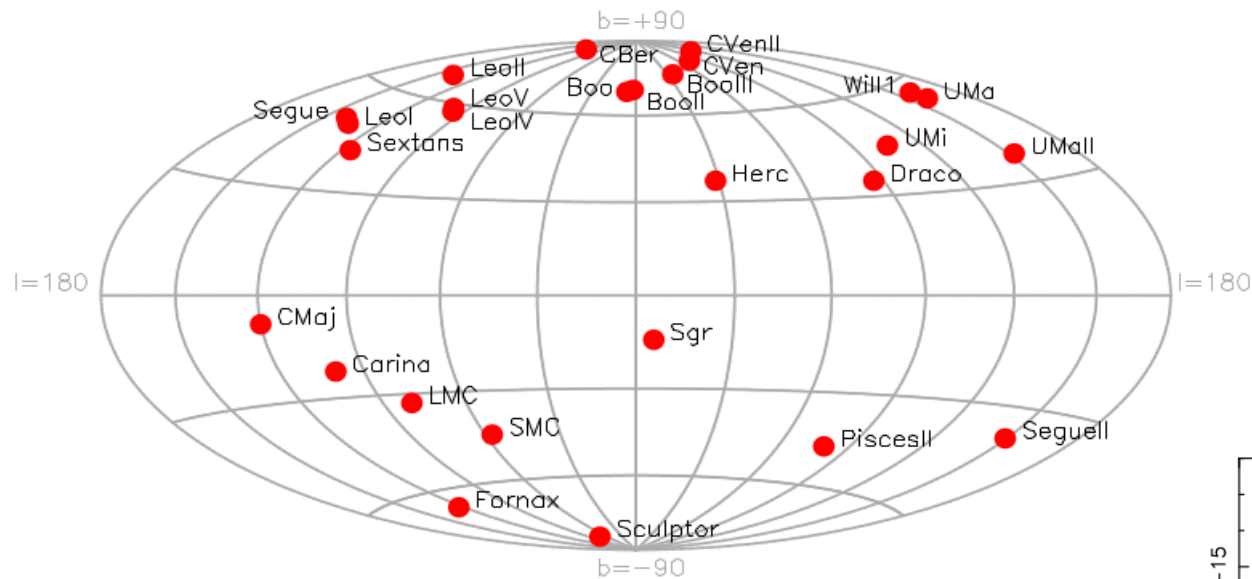 b=+90
CVenII
CBer
CVen
LeoII
BooIII
Boo
BooII
Will1
UMa
LeoV
Segue
LeoI
LeoIV
Sextans
UMi
UMaII
Herc
Draco
l=180
l=180
CMaj
Sgr
Carina
LMC
SMC
PiscesII
SegueII
Fornax
Sculptor
b=-90
-15